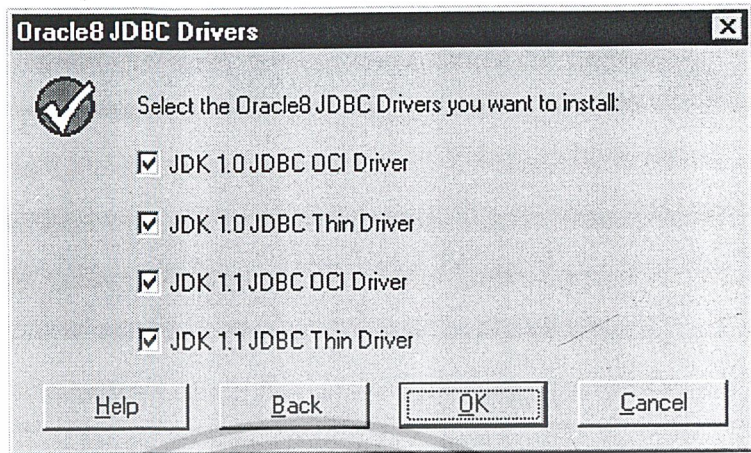 Oracle8 JDBC Drivers
Select the Oracle8 JDBC Drivers you want to install:
JDK 1.0 JDBC OCI Driver
JDK 1.0 JDBC Thin Driver
JDK 1.1 JDBC OCI Driver
JDK 1.1 JDBC Thin Driver
Help Back OK Cancel